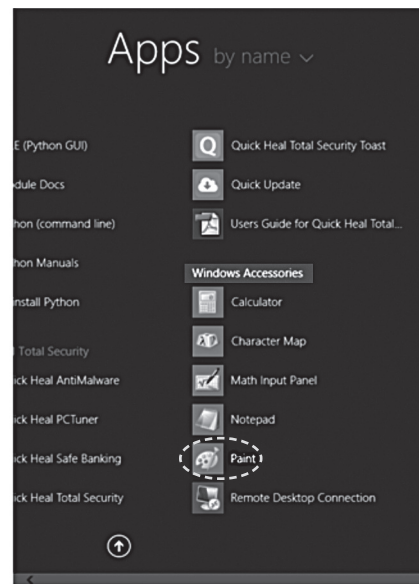 Apps by name
E (Python GUI)
dule Docs
hon (command line)
hon Manuals
nstall Python
l Total Security
ick Heal AntiMalware
ick Heal PCTuner
ick Heal Safe Banking
ick Heal Total Security
Q
Quick Heal Total Security Toast
Quick Update
Users Guide for Quick Heal Total...
Windows Accessories
Calculator
Character Map
Math Input Panel
Notepad
Paint
Remote Desktop Connection